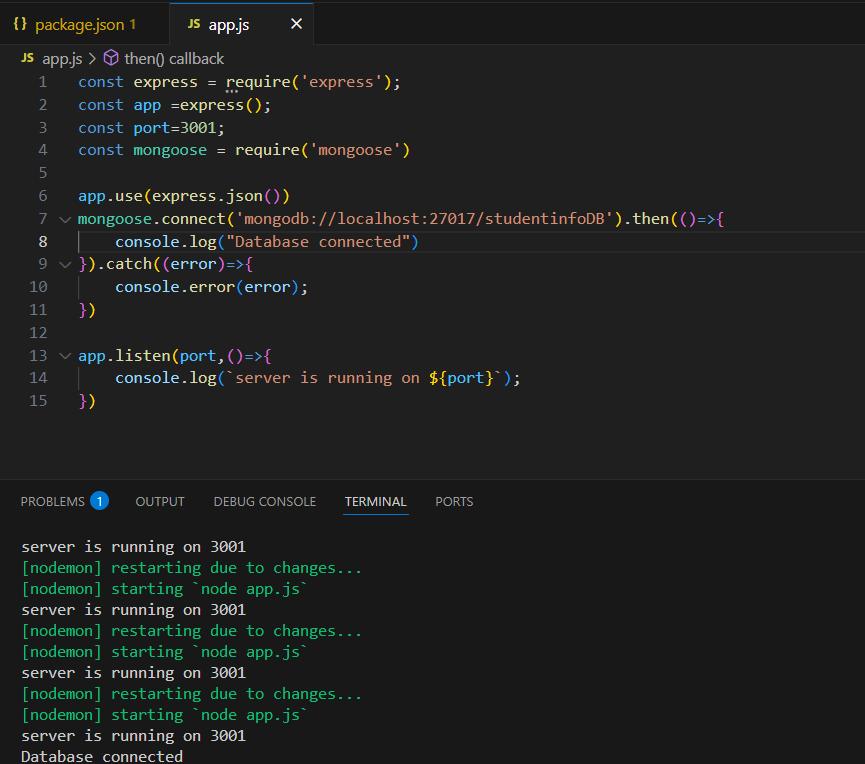 {} package.json 1
JS app.js ×
JS app.js > then() callback
1 const express = require('express');
2 const app =express();
3 const port=3001;
4 const mongoose = require('mongoose')
5
6 app.use(express.json())
7 mongoose.connect('mongodb://localhost:27017/studentinfoDB').then(()=>{
8 console.log("Database connected")
9 }).catch((error)=>{
10 console.error(error);
11 })
12
13 app.listen(port,()=>{
14 console.log(`server is running on ${port}`);
15 })
PROBLEMS 1 OUTPUT DEBUG CONSOLE TERMINAL PORTS
server is running on 3001
[nodemon] restarting due to changes...
[nodemon] starting `node app.js`
server is running on 3001
[nodemon] restarting due to changes...
[nodemon] starting `node app.js`
server is running on 3001
[nodemon] restarting due to changes...
[nodemon] starting `node app.js`
server is running on 3001
Database connected